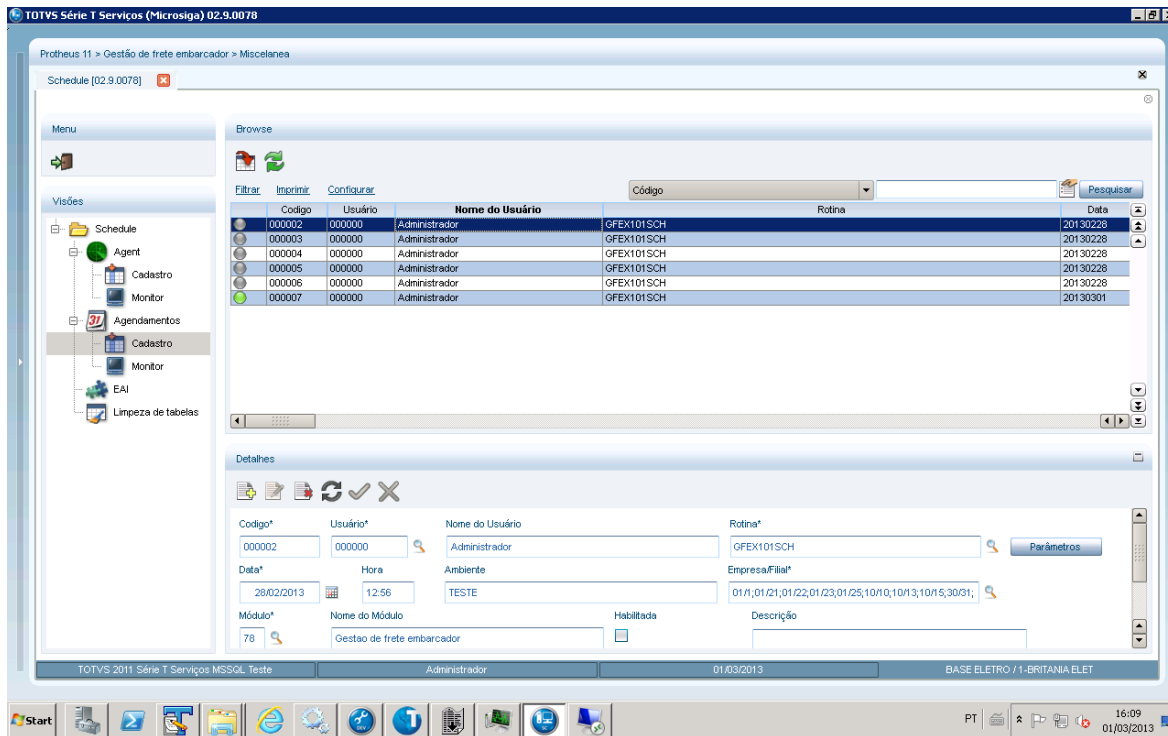 TOTVS Série T Serviços (Microsiga) 02.9.0078
Protheus 11 > Gestão de frete embarcador > Miscelanea
Schedule [02.9.0078]
Menu
Visões
Schedule
Agent
Cadastro
Monitor
31 Agendamentos
Cadastro
Monitor
EAI
Limpeza de tabelas
Browse
Filtrar Imprimir Configurar Código Pesquisar
Codigo Usuário Nome do Usuário Rotina Data
000002 000000 Administrador GFEX101SCH 20130228
000003 000000 Administrador GFEX101SCH 20130228
000004 000000 Administrador GFEX101SCH 20130228
000005 000000 Administrador GFEX101SCH 20130228
000006 000000 Administrador GFEX101SCH 20130228
000007 000000 Administrador GFEX101SCH 20130301
Detalhes
Codigo* Usuário* Nome do Usuário Rotina*
000002 000000 Administrador GFEX101SCH Parâmetros
Data* Hora Ambiente Empresa/Filial*
28/02/2013 12:56 TESTE 01/1;01/21;01/22;01/23;01/25;10/10;10/13;10/15;30/31;
Módulo* Nome do Módulo Habilitada Descrição
78 Gestao de frete embarcador
TOTVS 2011 Série T Serviços MSSQL Teste Administrador 01/03/2013 BASE ELETRO / 1-BRITANIA ELET
Start PT 16:09
01/03/2013